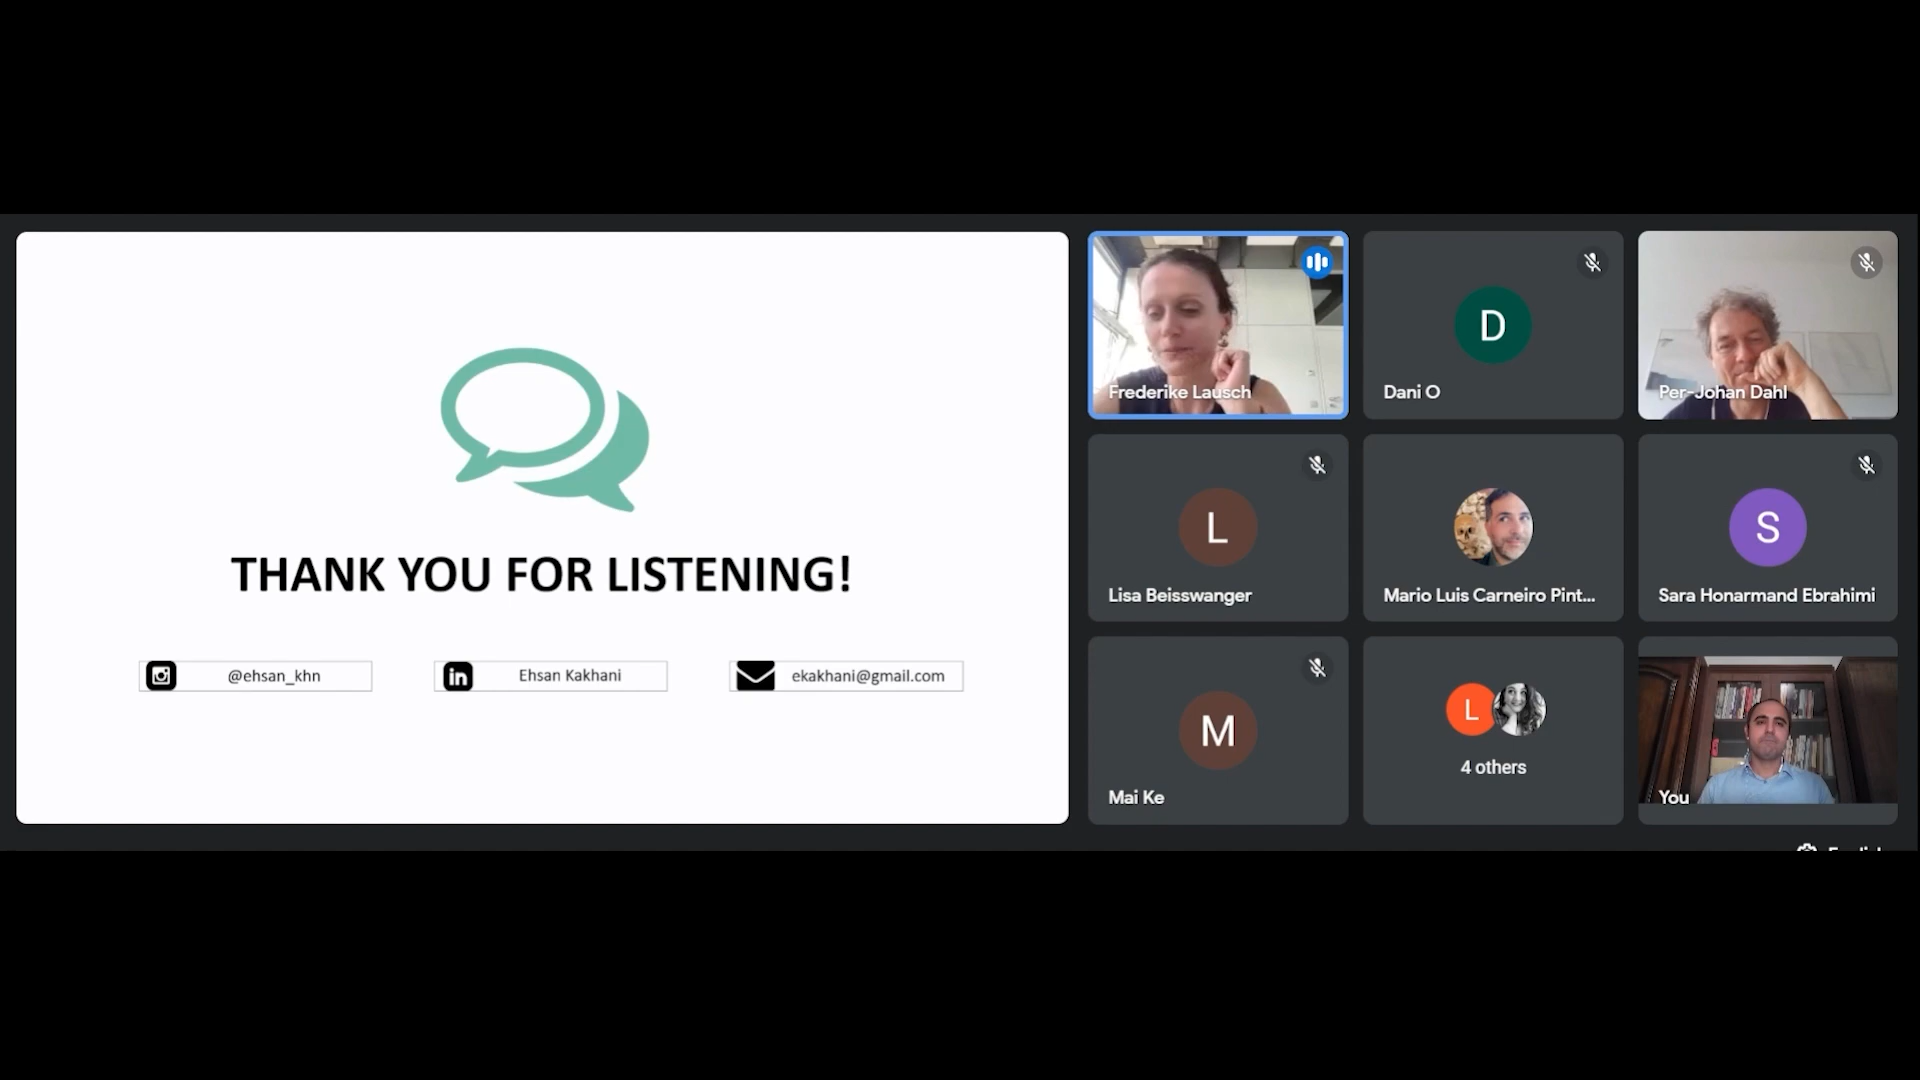 THANK YOU FOR LISTENING!
@ehsan_khn
in
Ehsan Kakhani
ekakhani@gmail.com
Frederike Lausch
D
Dani O
Per-Johan Dahl
L
Lisa Beisswanger
Mario Luis Carneiro Pint...
S
Sara Honarmand Ebrahimi
M
Mai Ke
L
4 others
You